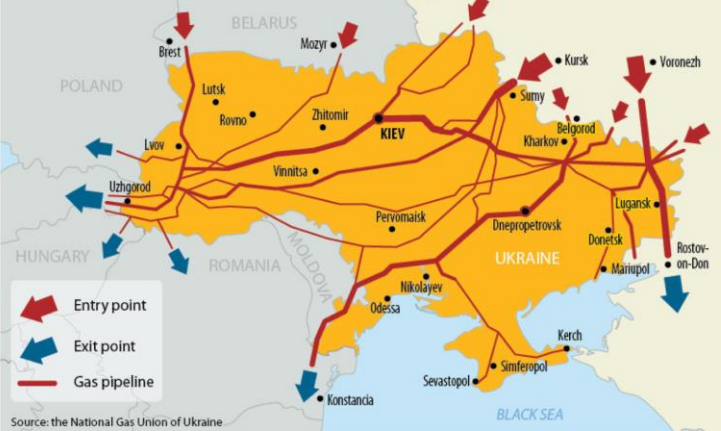 BELARUS
Brest
Mozyr
Kursk
Voronezh
POLAND
Lutsk
Rovno
Zhitomir
KIEV
Sumy
Belgorod
Kharkov
Lvov
Vinnitsa
Uzhgorod
Pervomaisk
Dnepropetrovsk
Lugansk
Donetsk
HUNGARY
ROMANIA
MOLDOVA
UKRAINE
Mariupol
Rostov-
on-Don
Nikolayev
Odessa
Entry point
Exit point
Gas pipeline
Kerch
Simferopol
Sevastopol
Konstancia
BLACK SEA
Source: the National Gas Union of Ukraine